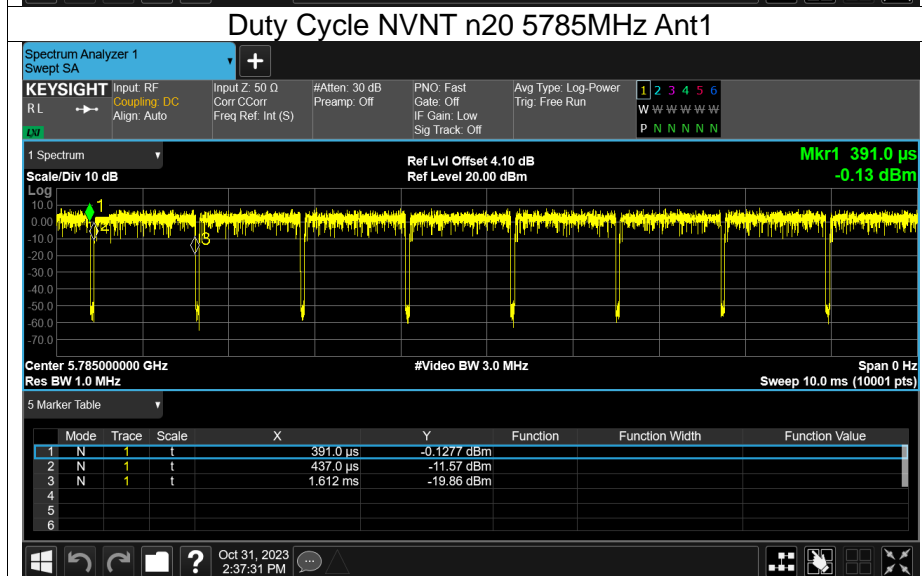 Duty Cycle NVNT n20 5785MHz Ant1
Spectrum Analyzer 1
Swept SA
+
KEYSIGHT Input: RF Input Z: 50 Ω #Atten: 30 dB PNO: Fast Avg Type: Log-Power 1 2 3 4 5 6
RL Coupling: DC Corr CCorr Preamp: Off Gate: Off Trig: Free Run W W W W W W
Align: Auto Freq Ref: Int (S) IF Gain: Low
LXI Sig Track: Off P N N N N N
1 Spectrum Ref Lvl Offset 4.10 dB Mkr1 391.0 µs
Scale/Div 10 dB Ref Level 20.00 dBm -0.13 dBm
Log
10.0 1
0.00 2
-10.0 3
-20.0
-30.0
-40.0
-50.0
-60.0
-70.0
Center 5.785000000 GHz #Video BW 3.0 MHz Span 0 Hz
Res BW 1.0 MHz Sweep 10.0 ms (10001 pts)
5 Marker Table
Mode Trace Scale X Y Function Function Width Function Value
1 N 1 t 391.0 µs -0.1277 dBm
2 N 1 t 437.0 µs -11.57 dBm
3 N 1 t 1.612 ms -19.86 dBm
4
5
6
? Oct 31, 2023
2:37:31 PM